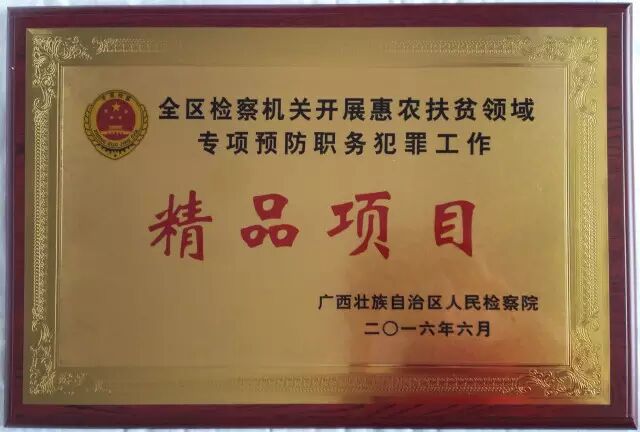 全区检察机关开展惠农扶贫领域
专项预防职务犯罪工作
精品项目
广西壮族自治区人民检察院
二〇一六年六月